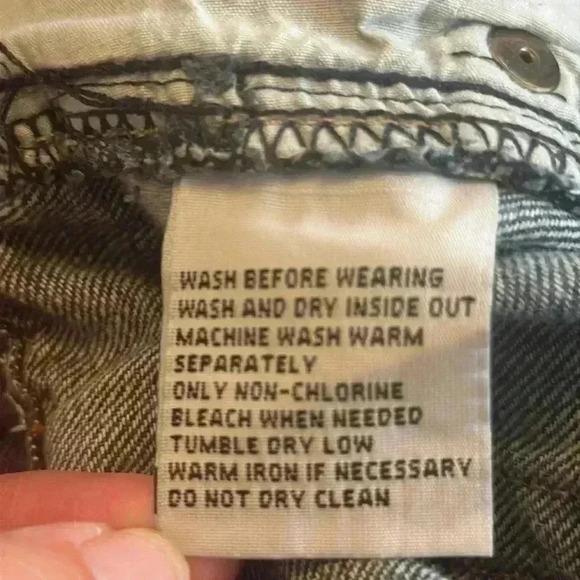 WASH BEFORE WEARING
WASH AND DRY INSIDE OUT
MACHINE WASH WARM
SEPARATELY
ONLY NON-CHLORINE
BLEACH WHEN NEEDED
TUMBLE DRY LOW
WARM IRON IF NECESSARY
DO NOT DRY CLEAN